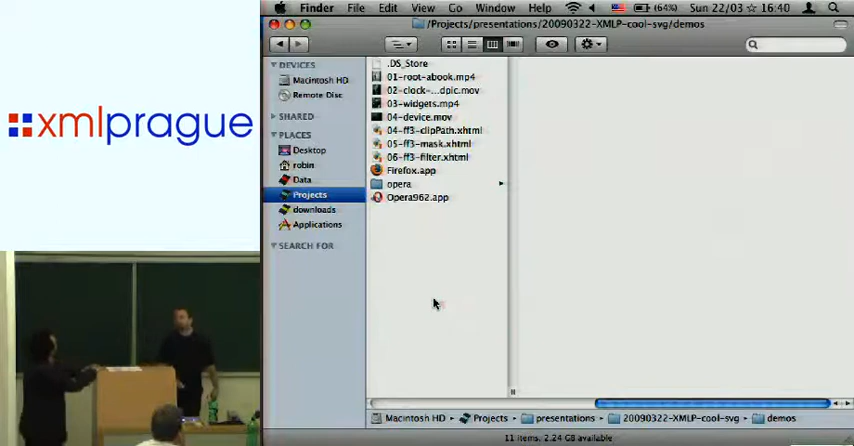 xmlprague
Finder File Edit View Go Window Help (64%) Sun 22/03 16:40
/Projects/presentations/20090322-XMLP-cool-svg/demos
DEVICES
Macintosh HD
Remote Disc
SHARED
PLACES
Desktop
robin
Data
Projects
downloads
Applications
SEARCH FOR
.DS_Store
01-root-abook.mp4
02-clock-...dpic.mov
03-widgets.mp4
04-device.mov
04-ff3-clipPath.xhtml
05-ff3-mask.xhtml
06-ff3-filter.xhtml
Firefox.app
opera
Opera962.app
Macintosh HD Projects presentations 20090322-XMLP-cool-svg demos
11 items, 2.24 GB available